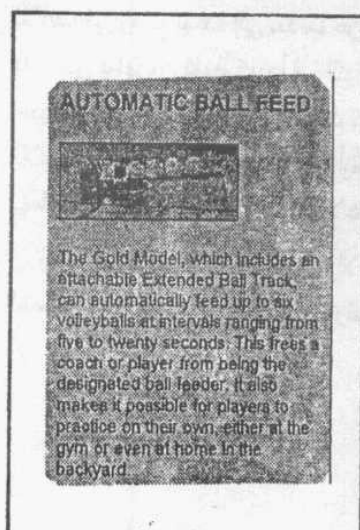 AUTOMATIC BALL FEED
The Gold Model, which includes an
attachable Extended Ball Track,
can automatically feed up to six
volleyballs at intervals ranging from
five to twenty seconds. This frees a
coach or player from being the
designated ball feeder. It also
makes it possible for players to
practice on their own, either at the
gym or even at home in the
backyard.